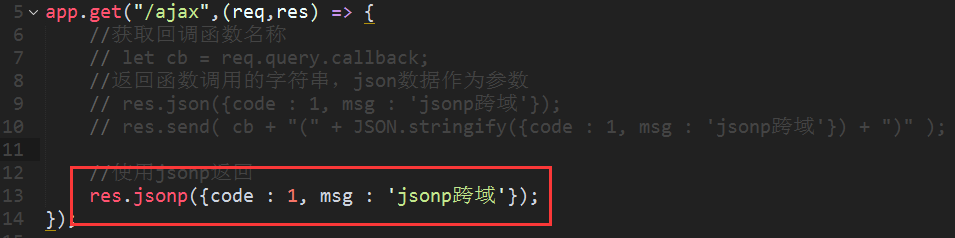 5 app.get("/ajax",(req,res) => {
6 //获取回调函数名称
7 // let cb = req.query.callback;
8 //返回函数调用的字符串，json数据作为参数
9 // res.json({code : 1, msg : 'jsonp跨域'});
10 // res.send( cb + "(" + JSON.stringify({code : 1, msg : 'jsonp跨域'}) + ")" );
11
12 //使用jsonp返回
13 res.jsonp({code : 1, msg : 'jsonp跨域'});
14 });